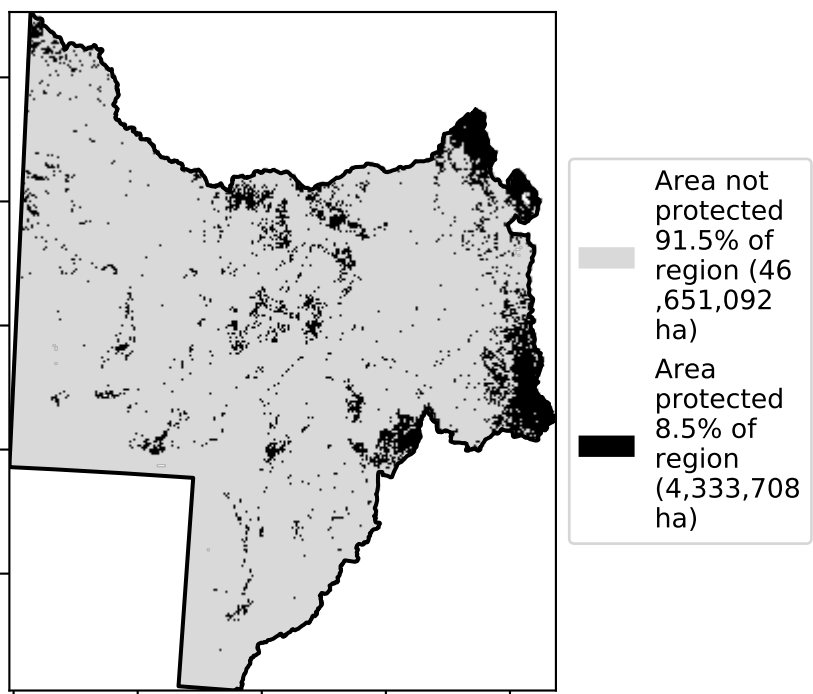 Area not
protected
91.5% of
region (46
,651,092
ha)
Area
protected
8.5% of
region
(4,333,708
ha)